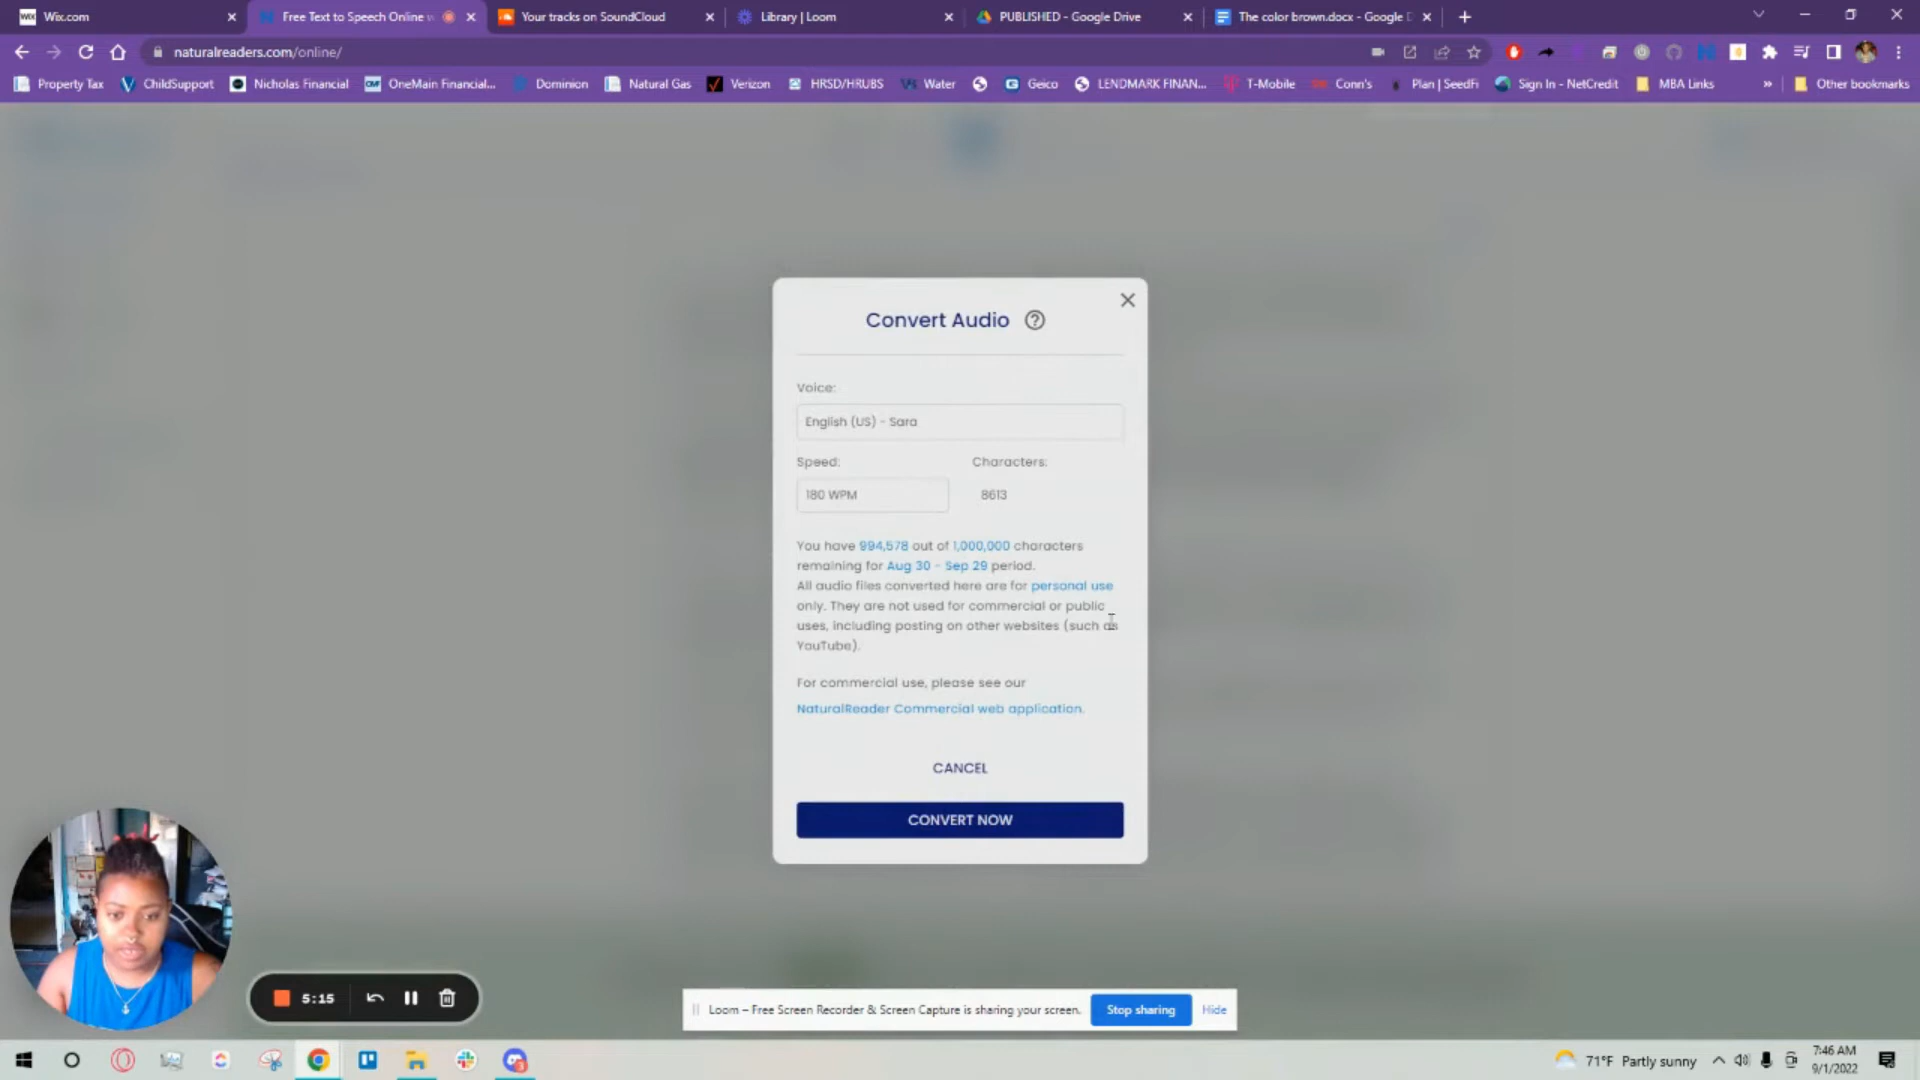 Wix.com
Free Text to Speech Online
Your tracks on SoundCloud
Library | Loom
PUBLISHED - Google Drive
The color brown.docx - Google D
naturalreaders.com/online/
Property Tax
ChildSupport
Nicholas Financial
OneMain Financial...
Dominion
Natural Gas
Verizon
HRSD/HRUBS
Water
Geico
LENDMARK FINAN...
T-Mobile
Conn's
Plan | SeedFi
Sign In - NetCredit
MBA Links
»
Other bookmarks
Convert Audio
Voice:
English (US) - Sara
Speed:
Characters:
180 WPM
8613
You have 994,578 out of 1,000,000 characters
remaining for Aug 30 - Sep 29 period.
All audio files converted here are for personal use
only. They are not used for commercial or public
uses, including posting on other websites (such as
YouTube).
For commercial use, please see our
NaturalReader Commercial web application.
CANCEL
CONVERT NOW
5:15
Loom – Free Screen Recorder & Screen Capture is sharing your screen.
Stop sharing
Hide
71°F Partly sunny
7:46 AM
9/1/2022